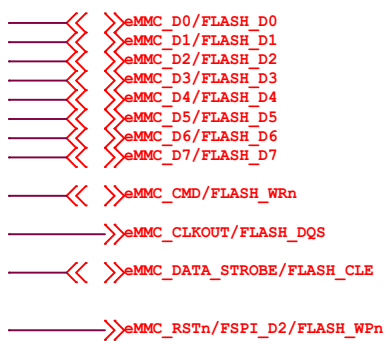 eMMC_D0/FLASH_D0
eMMC_D1/FLASH_D1
eMMC_D2/FLASH_D2
eMMC_D3/FLASH_D3
eMMC_D4/FLASH_D4
eMMC_D5/FLASH_D5
eMMC_D6/FLASH_D6
eMMC_D7/FLASH_D7
eMMC_CMD/FLASH_WRn
eMMC_CLKOUT/FLASH_DQS
eMMC_DATA_STROBE/FLASH_CLE
eMMC_RSTn/FSPI_D2/FLASH_WPn